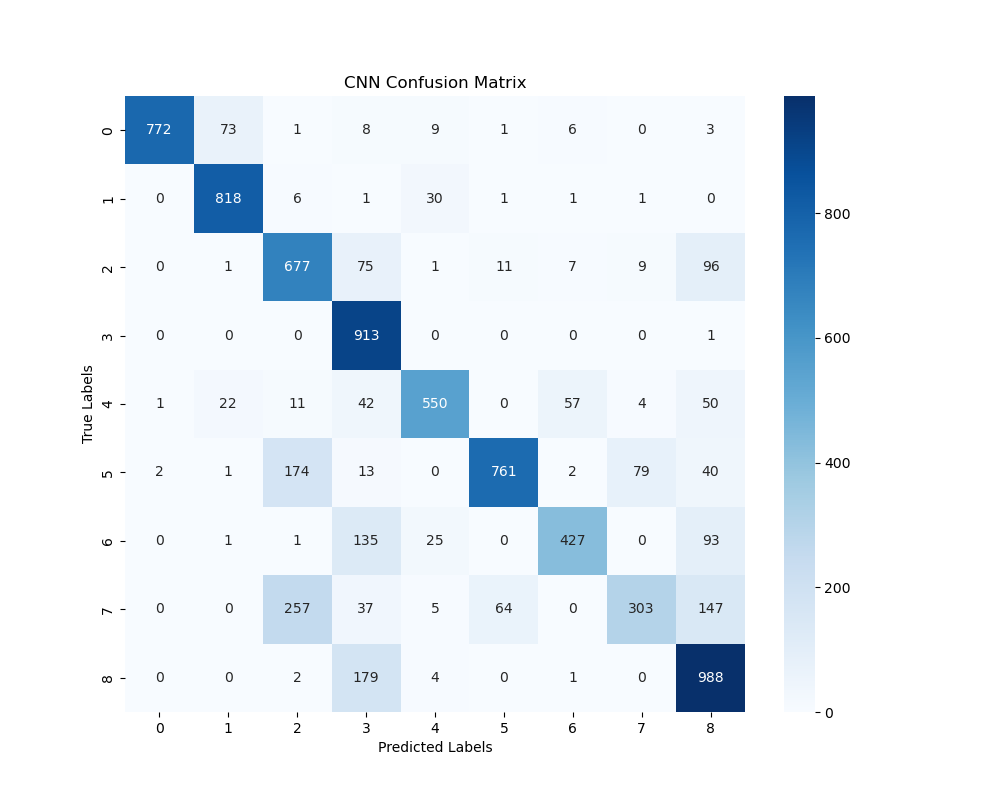 CNN Confusion Matrix
0 772 73 1 8 9 1 6 0 3
1 0 818 6 1 30 1 1 1 0
800
2 0 1 677 75 1 11 7 9 96
3 0 0 0 913 0 0 0 0 1
600
True Labels
4 1 22 11 42 550 0 57 4 50
400
5 2 1 174 13 0 761 2 79 40
6 0 1 1 135 25 0 427 0 93
200
7 0 0 257 37 5 64 0 303 147
8 0 0 2 179 4 0 1 0 988
0
0 1 2 3 4 5 6 7 8
Predicted Labels